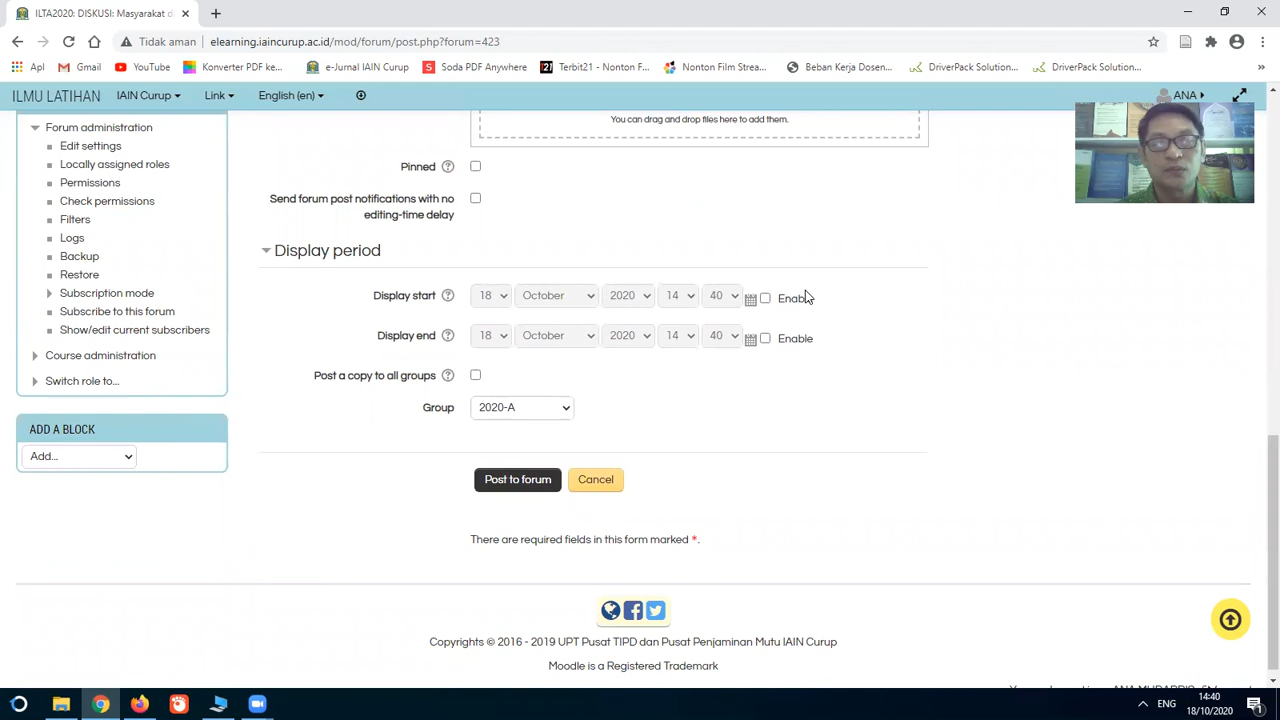 ILTA2020: DISKUSI: Masyarakat d
Tidak aman
elearning.iaincurup.ac.id/mod/forum/post.php?forum=423
Apl
Gmail
YouTube
Konverter PDF ke...
e-Jurnal IAIN Curup
Soda PDF Anywhere
Terbit21 - Nonton F...
Nonton Film Strea...
Beban Kerja Dosen...
DriverPack Solution...
DriverPack Solution...
»
ILMU LATIHAN
IAIN Curup
Link
English (en)
ANA
Forum administration
Edit settings
Locally assigned roles
Permissions
Check permissions
Filters
Logs
Backup
Restore
Subscription mode
Subscribe to this forum
Show/edit current subscribers
Course administration
Switch role to...
ADD A BLOCK
Add...
You can drag and drop files here to add them.
Pinned
Send forum post notifications with no
editing-time delay
Display period
Display start 18 October 2020 14 40 Enable
Display end 18 October 2020 14 40 Enable
Post a copy to all groups
Group 2020-A
Post to forum Cancel
There are required fields in this form marked *.
Copyrights © 2016 - 2019 UPT Pusat TIPD dan Pusat Penjaminan Mutu IAIN Curup
Moodle is a Registered Trademark
ENG
14:40
18/10/2020